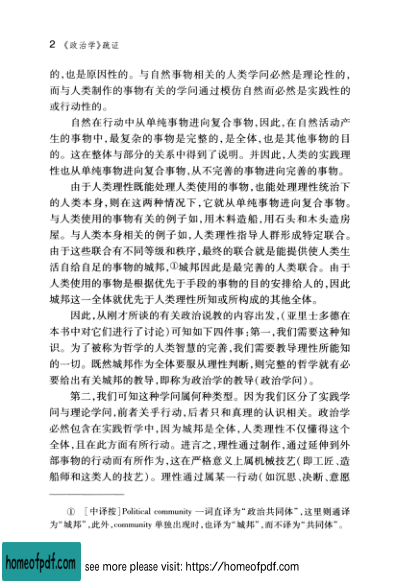 2 《政治学》疏证
的,也是原因性的。与自然事物相关的人类学问必然是理论性的,
而与人类制作的事物有关的学问通过模仿自然而必然是实践性的
或行动性的。
自然在行动中从单纯事物进向复合事物,因此,在自然活动产
生的事物中,最复杂的事物是完整的,是全体,也是其他事物的目
的。这在整体与部分的关系中得到了说明。并因此,人类的实践理
性也从单纯事物进向复合事物,从不完善的事物进向完善的事物。
由于人类理性既能处理人类使用的事物,也能处理理性统治下
的人类本身,则在这两种情况下,它就从单纯事物进向复合事物。
与人类使用的事物有关的例子如,用木料造船,用石头和木头造房
屋。与人类本身相关的例子如,人类理性指导人群形成特定联合。
由于这些联合有不同等级和秩序,最终的联合就是能提供使人类生
活自给自足的事物的城邦,①城邦因此是最完善的人类联合。由于
人类使用的事物是根据优先于手段的事物的目的安排给人的,因此
城邦这一全体就优先于人类理性所知或所构成的其他全体。
因此,从刚才所谈的有关政治说教的内容出发,(亚里士多德在
本书中对它们进行了讨论)可知如下四件事:第一,我们需要这种知
识。为了被称为哲学的人类智慧的完善,我们需要教导理性所能知
的一切。既然城邦作为全体要服从理性判断,则完整的哲学就有必
要给出有关城邦的教导,即称为政治学的教导(政治学问)。
第二,我们可知这种学问属何种类型。因为我们区分了实践学
问与理论学问,前者关乎行动,后者只和真理的认识相关。政治学
必然包含在实践哲学中,因为城邦是全体,人类理性不仅懂得这个
全体,且在此方面有所行动。进言之,理性通过制作,通过延伸到外
部事物的行动而有所作为,这在严格意义上属机械技艺(即工匠、造
船师和这类人的技艺)。理性通过属某一行动(如沉思、决断、意愿
① [中译按]Political community 一词直译为“政治共同体”,这里则通译
为“城邦”,此外,community 单独出现时,也译为“城邦”,而不译为“共同体”。
homeofpdf.com
see more please visit: https://homeofpdf.com